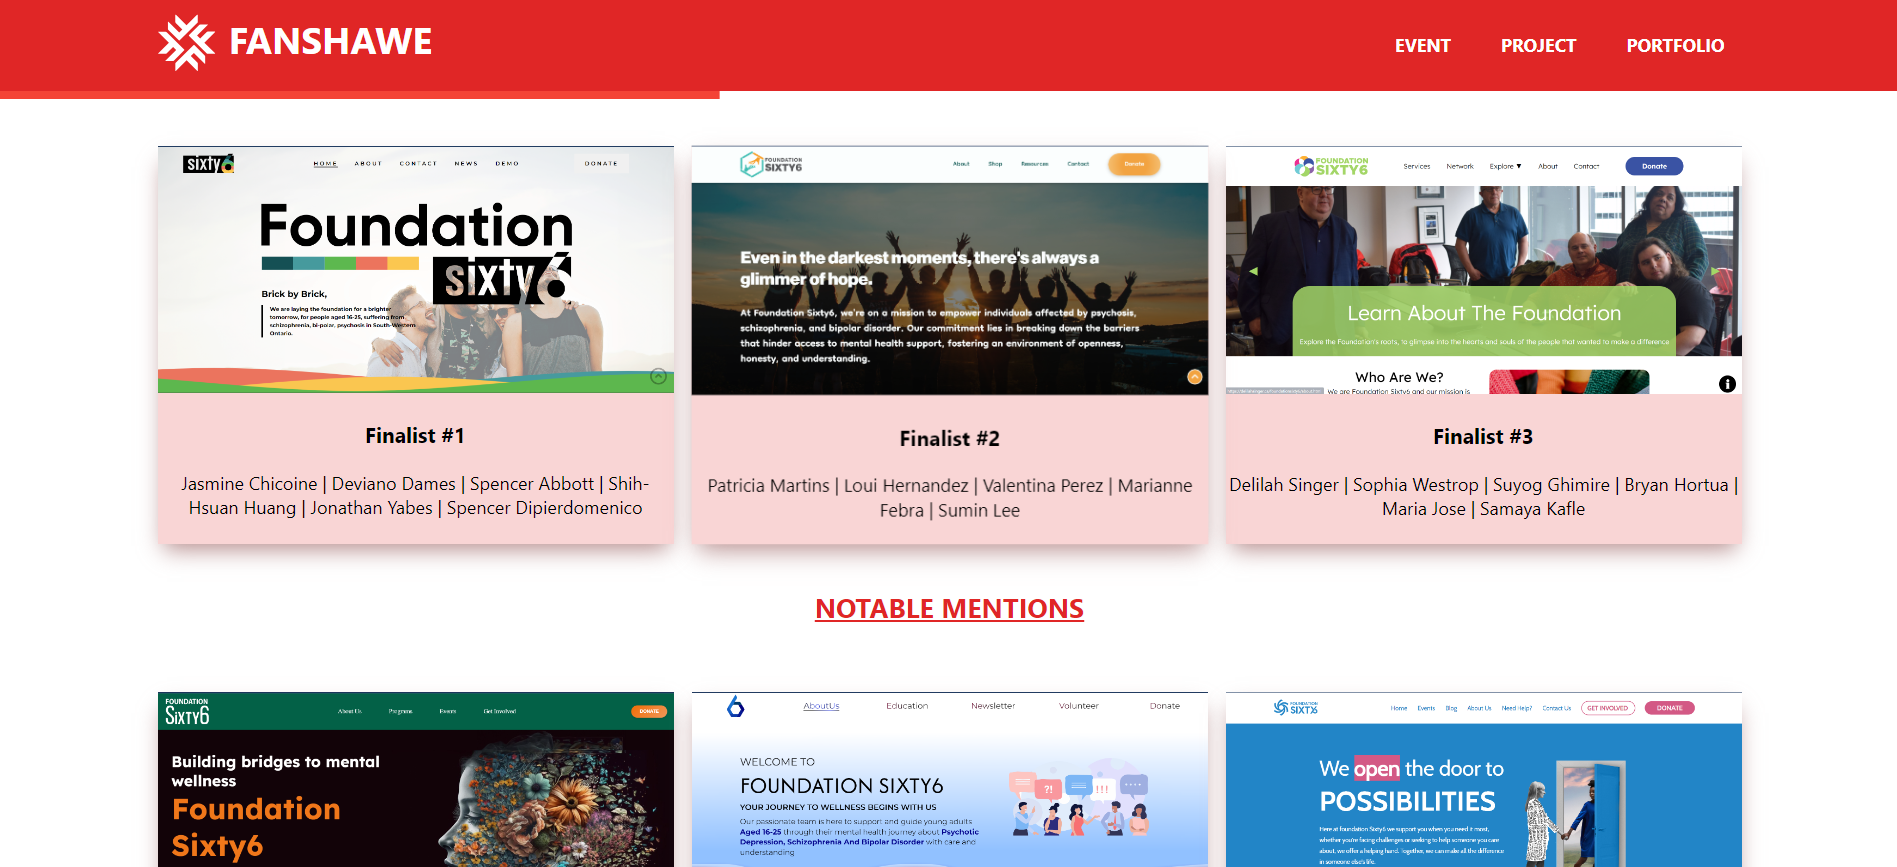 FANSHAWE
EVENT PROJECT PORTFOLIO
sixty6
HOME ABOUT CONTACT NEWS DEMO DONATE
Foundation
sixty6
Brick by Brick,
We are laying the foundation for a brighter
tomorrow, for people aged 16-25, suffering from,
schizophrenia, bi-polar, psychosis in South-Western
Ontario.
FOUNDATION
SIXTY6
About Shop Resources Contact Donate
Even in the darkest moments, there's always a
glimmer of hope.
At Foundation Sixty6, we're on a mission to empower individuals affected by psychosis,
schizophrenia, and bipolar disorder. Our commitment lies in breaking down the barriers
that hinder access to mental health support, fostering an environment of openness,
honesty, and understanding.
FOUNDATION
SIXTY6
Services Network Explore ▼ About Contact Donate
Learn About The Foundation
Explore the Foundation's roots, to glimpse into the hearts and souls of the people that wanted to make a difference
Who Are We?
We are Foundation Sixty6 and our mission is
Finalist #1
Jasmine Chicoine | Deviano Dames | Spencer Abbott | Shih-
Hsuan Huang | Jonathan Yabes | Spencer Dipierdomenico
Finalist #2
Patricia Martins | Loui Hernandez | Valentina Perez | Marianne
Febra | Sumin Lee
Finalist #3
Delilah Singer | Sophia Westrop | Suyog Ghimire | Bryan Hortua |
Maria Jose | Samaya Kafle
NOTABLE MENTIONS
FOUNDATION
SIXTY6
About Us Programs Events Get Involved DONATE
Building bridges to mental
wellness
Foundation
Sixty6
AboutUs Education Newsletter Volunteer Donate
WELCOME TO
FOUNDATION SIXTY6
YOUR JOURNEY TO WELLNESS BEGINS WITH US
Our passionate team is here to support and guide young adults
Aged 16-25 through their mental health journey about Psychotic
Depression, Schizophrenia And Bipolar Disorder with care and
understanding
?! !!!
FOUNDATION
SIXTY6
Home Events Blog About Us Need Help? Contact Us GET INVOLVED DONATE
We open the door to
POSSIBILITIES
Here at foundation Sixty6 we support you when you need it most,
whether you're facing challenges or seeking to help someone you care
about, we offer a helping hand. Together, we can make all the difference
in someone else's life.